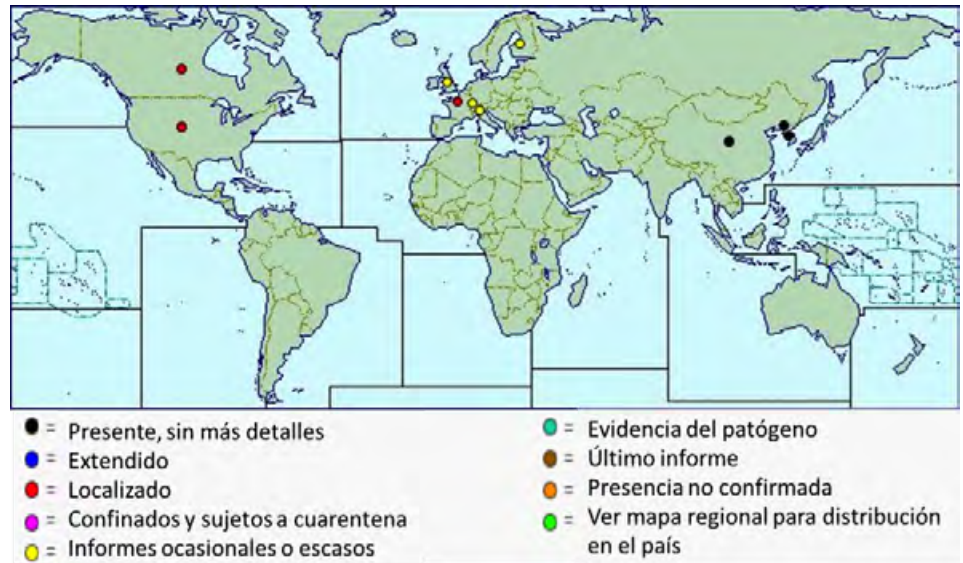 = Presente, sin más detalles
= Extendido
= Localizado
= Confinados y sujetos a cuarentena
= Informes ocasionales o escasos
= Evidencia del patógeno
= Último informe
= Presencia no confirmada
= Ver mapa regional para distribución
en el país